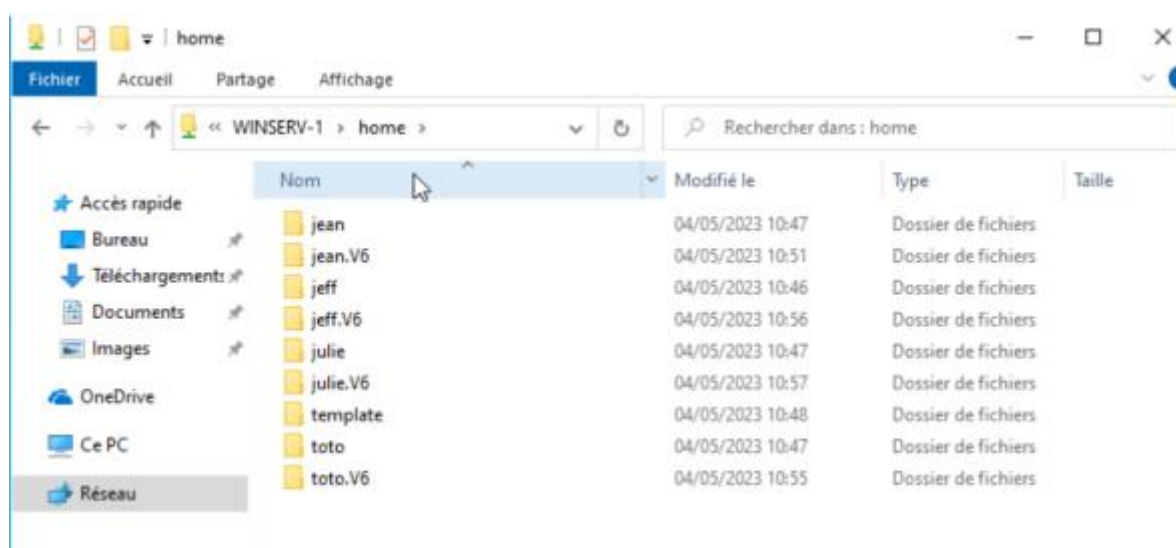 home
Fichier Accueil Partage Affichage
« WINSERV-1 › home › Rechercher dans : home
Nom Modifié le Type Taille
Accès rapide
Bureau
Téléchargements
Documents
Images
OneDrive
Ce PC
Réseau
jean 04/05/2023 10:47 Dossier de fichiers
jean.V6 04/05/2023 10:51 Dossier de fichiers
jeff 04/05/2023 10:46 Dossier de fichiers
jeff.V6 04/05/2023 10:56 Dossier de fichiers
julie 04/05/2023 10:47 Dossier de fichiers
julie.V6 04/05/2023 10:57 Dossier de fichiers
template 04/05/2023 10:48 Dossier de fichiers
toto 04/05/2023 10:47 Dossier de fichiers
toto.V6 04/05/2023 10:55 Dossier de fichiers